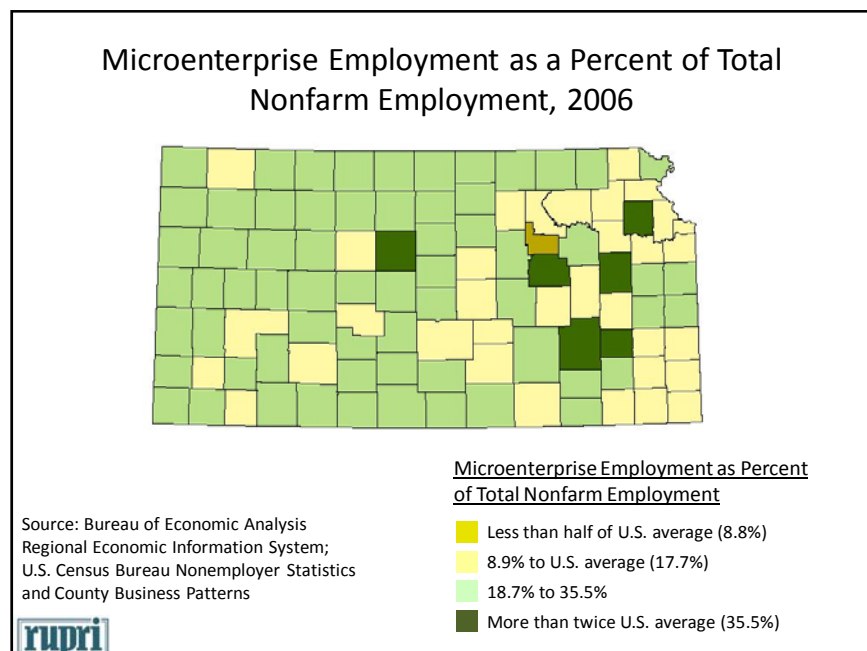 Microenterprise Employment as a Percent of Total
Nonfarm Employment, 2006
Microenterprise Employment as Percent
of Total Nonfarm Employment
Less than half of U.S. average (8.8%)
8.9% to U.S. average (17.7%)
18.7% to 35.5%
More than twice U.S. average (35.5%)
Source: Bureau of Economic Analysis
Regional Economic Information System;
U.S. Census Bureau Nonemployer Statistics
and County Business Patterns
rupri